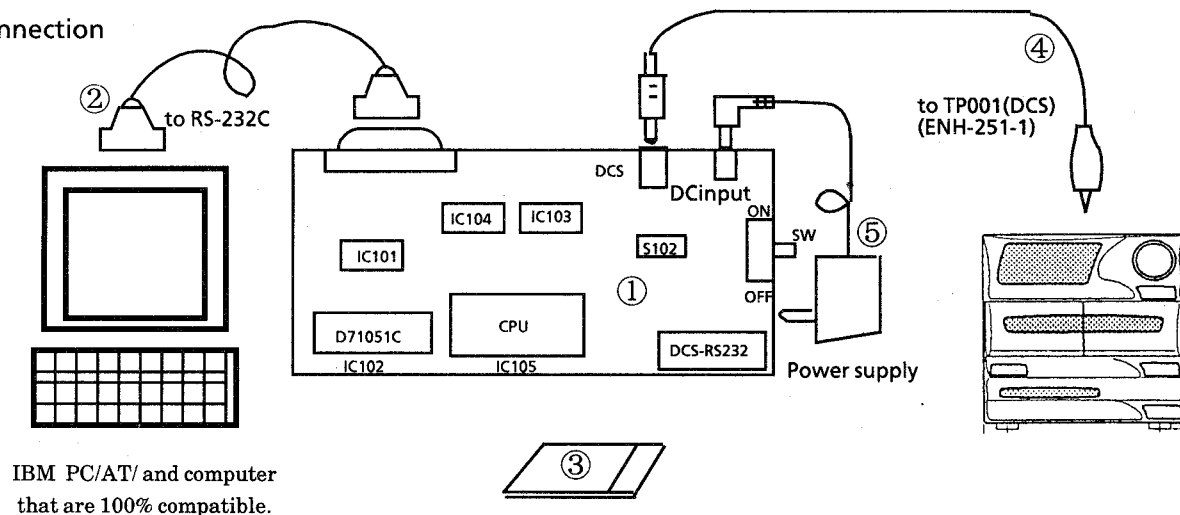 nnection
②
to RS-232C
④
to TP001(DCS)
(ENH-251-1)
DCS
DCinput
IC104
IC103
ON
SW
⑤
IC101
S102
①
OFF
D71051C
CPU
DCS-RS232
IC102
IC105
Power supply
③
IBM PC/AT/ and computer
that are 100% compatible.